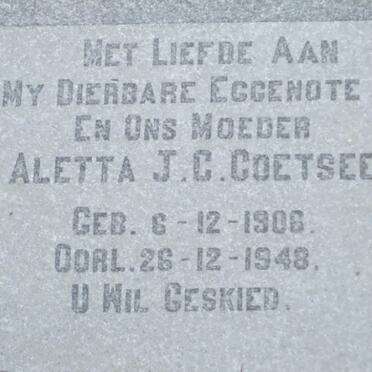 MET LIEFDE AAN
MY DIERBARE EGGENOTE
EN ONS MOEDER
ALETTA J.C.COETSEE
GEB. 6-12-1906.
OORL.26-12-1948.
U WIL GESKIED.